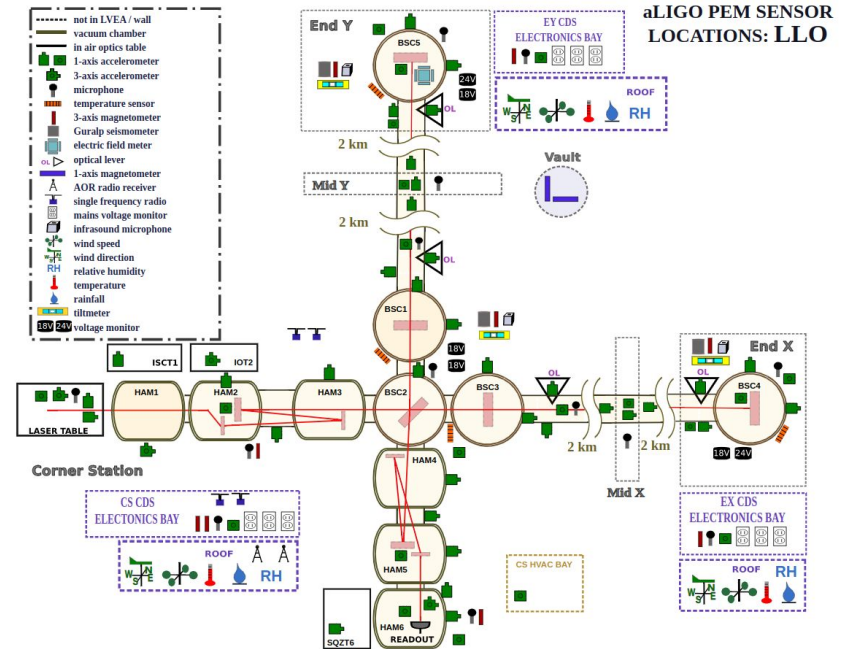 aLIGO PEM SENSOR
LOCATIONS: LLO
not in LVEA / wall
vacuum chamber
in air optics table
1-axis accelerometer
3-axis accelerometer
microphone
temperature sensor
3-axis magnetometer
Guralp seismometer
electric field meter
OL optical lever
1-axis magnetometer
AOR radio receiver
single frequency radio
mains voltage monitor
infrasound microphone
wind speed
W N S E wind direction
RH relative humidity
temperature
rainfall
tiltmeter
18V 24V voltage monitor
End Y
BSC5
24V
18V
OL
EY CDS
ELECTRONICS BAY
ROOF
W N S E
RH
2 km
Mid Y
Vault
2 km
OL
BSC1
18V
18V
ISCT1
IOT2
HAM1
HAM2
HAM3
BSC2
BSC3
LASER TABLE
OL
2 km
Mid X
2 km
End X
OL
BSC4
18V 24V
Corner Station
HAM4
HAM5
HAM6
READOUT
SQZT6
CS CDS
ELECTONICS BAY
ROOF
W N S E
RH
CS HVAC BAY
EX CDS
ELECTRONICS BAY
ROOF
RH
W N S E